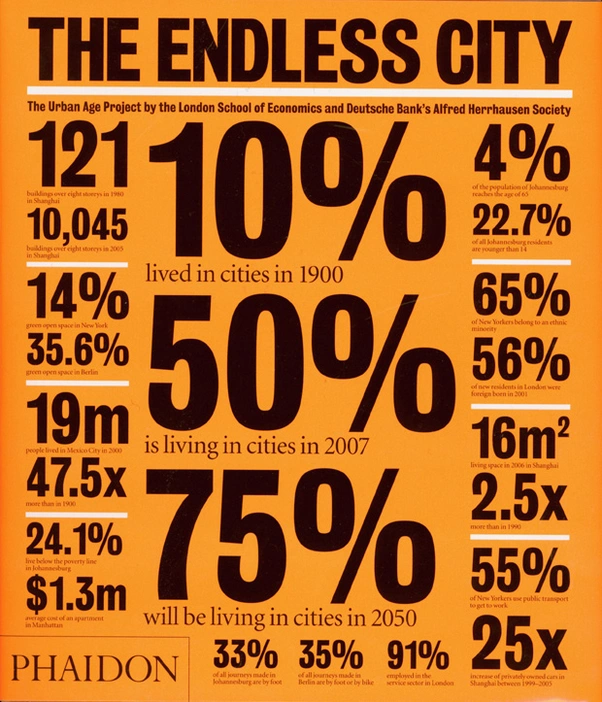 THE ENDLESS CITY
The Urban Age Project by the London School of Economics and Deutsche Bank's Alfred Herrhausen Society
121
buildings over eight storeys in 1980
in Shanghai
10,045
buildings over eight storeys in 2005
in Shanghai
14%
green open space in New York
35.6%
green open space in Berlin
19m
people lived in Mexico City in 2000
47.5x
more than in 1900
24.1%
live below the poverty line
in Johannesburg
$1.3m
average cost of an apartment
in Manhattan
10%
lived in cities in 1900
50%
is living in cities in 2007
75%
will be living in cities in 2050
4%
of the population of Johannesburg
reaches the age of 65
22.7%
of all Johannesburg residents
are younger than 14
65%
of New Yorkers belong to an ethnic
minority
56%
of new residents in London were
foreign born in 2001
16m²
living space in 2006 in Shanghai
2.5x
more than in 1990
55%
of New Yorkers use public transport
to get to work
25x
increase of privately owned cars in
Shanghai between 1999–2005
33%
of all journeys made in
Johannesburg are by foot
35%
of all journeys made in
Berlin are by foot or by bike
91%
employed in the
service sector in London
PHAIDON